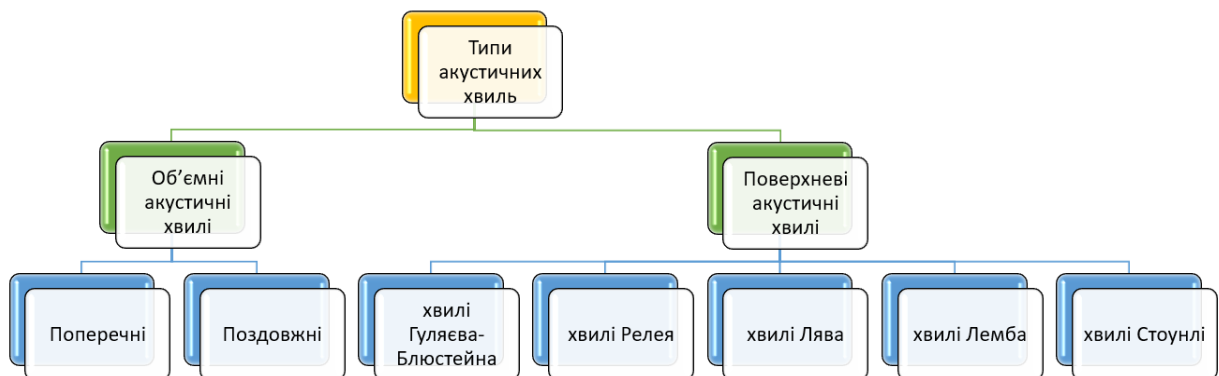 Типи
акустичних
хвиль
Об’ємні
акустичні
хвилі
Поверхневі
акустичні
хвилі
Поперечні
Поздовжні
хвилі
Гуляєва-
Блюстейна
хвилі Релея
хвилі Лява
хвилі Лемба
хвилі Стоунлі